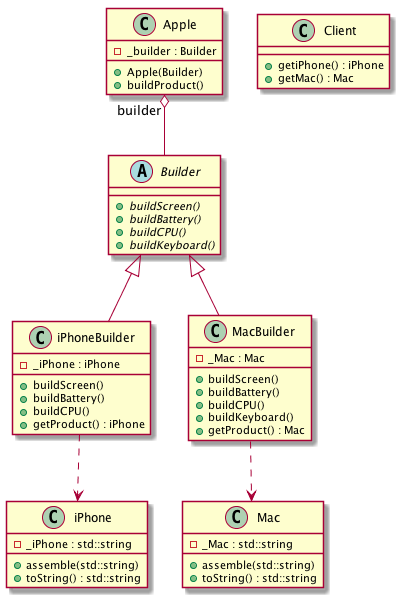 C Apple
_builder : Builder
Apple(Builder)
buildProduct()
C Client
getiPhone() : iPhone
getMac() : Mac
builder
A Builder
buildScreen()
buildBattery()
buildCPU()
buildKeyboard()
C iPhoneBuilder
_iPhone : iPhone
buildScreen()
buildBattery()
buildCPU()
getProduct() : iPhone
C MacBuilder
_Mac : Mac
buildScreen()
buildBattery()
buildCPU()
buildKeyboard()
getProduct() : Mac
C iPhone
_iPhone : std::string
assemble(std::string)
toString() : std::string
C Mac
_Mac : std::string
assemble(std::string)
toString() : std::string